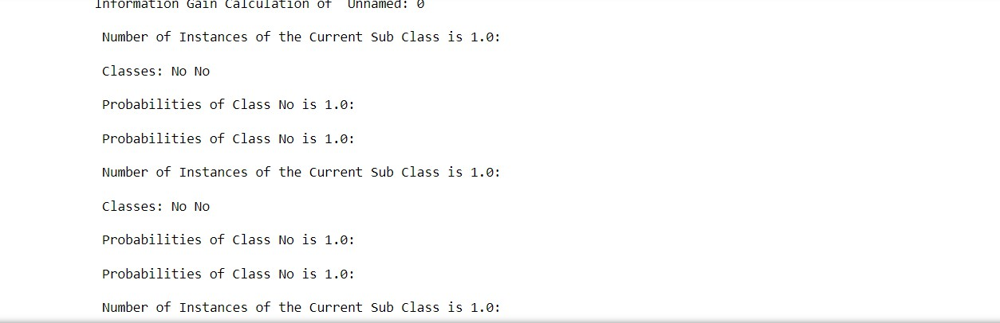 Information Gain Calculation of  Unnamed: 0
Number of Instances of the Current Sub Class is 1.0:
Classes: No No
Probabilities of Class No is 1.0:
Probabilities of Class No is 1.0:
Number of Instances of the Current Sub Class is 1.0:
Classes: No No
Probabilities of Class No is 1.0:
Probabilities of Class No is 1.0:
Number of Instances of the Current Sub Class is 1.0: